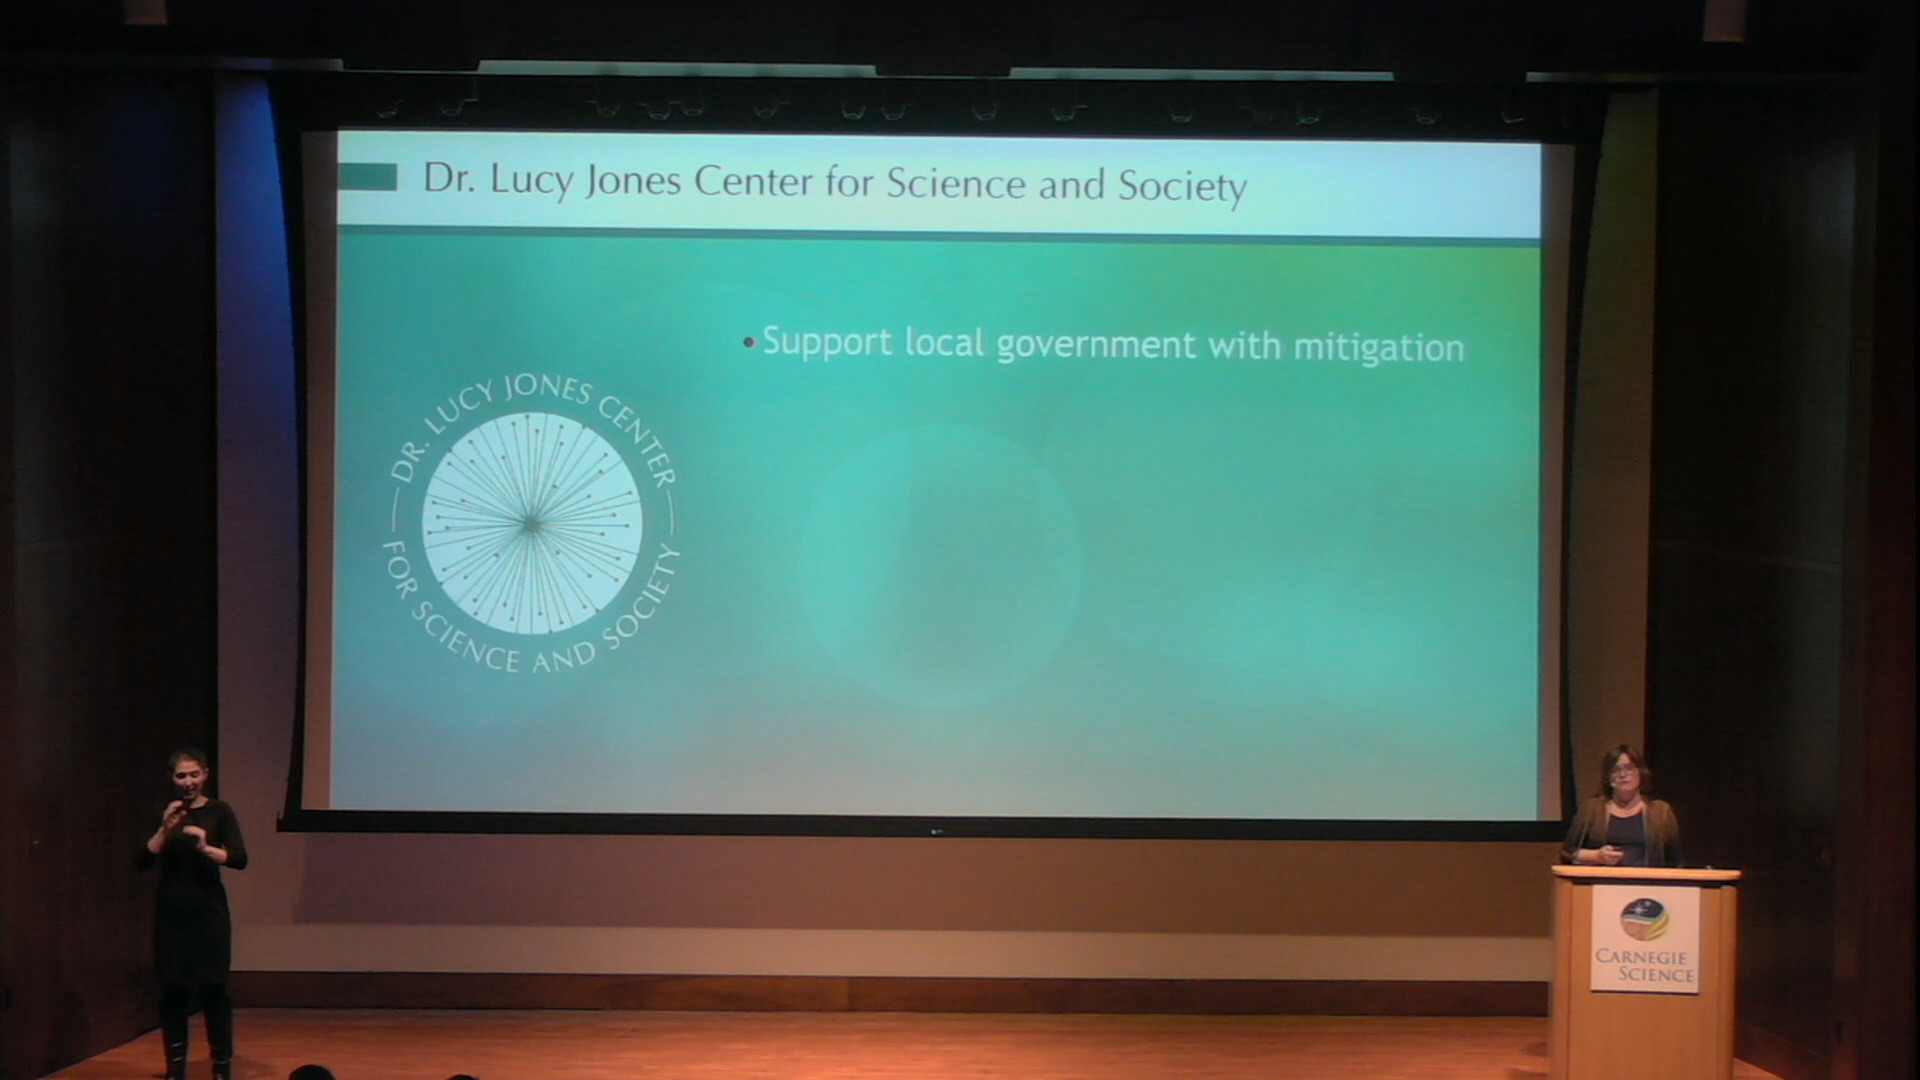 Dr. Lucy Jones Center for Science and Society
• Support local government with mitigation
DR. LUCY JONES CENTER
FOR SCIENCE AND SOCIETY
CARNEGIE
SCIENCE